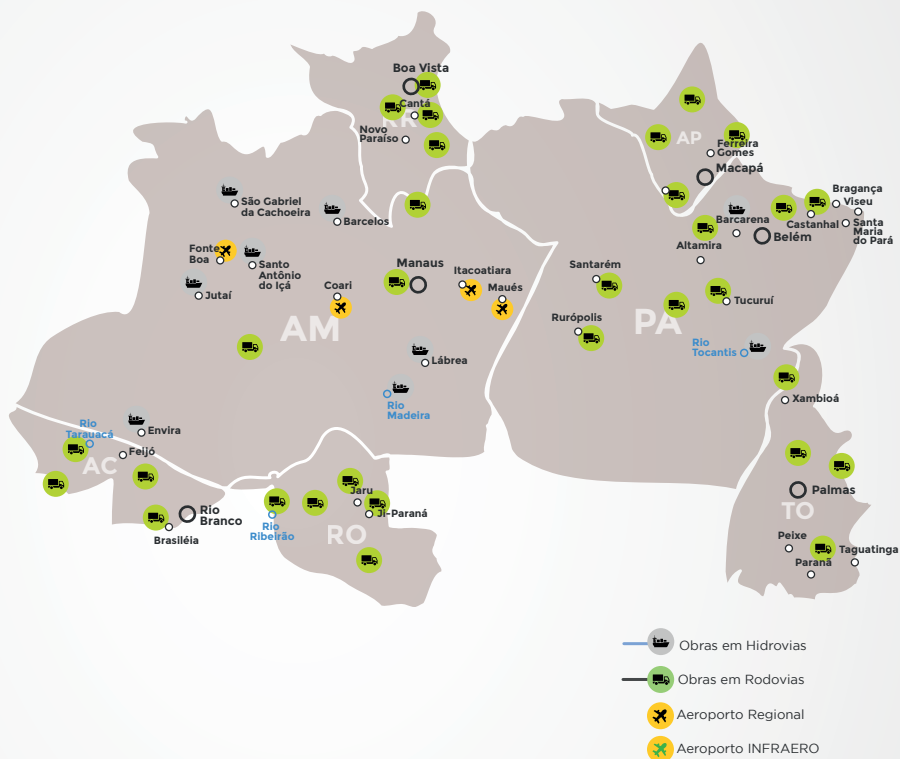 Boa Vista
Cantá
RR
Novo
Paraíso
AP
Ferreira
Gomes
Macapá
São Gabriel
da Cachoeira
Barcelos
Bragança
Viseu
Barcarena
Castanhal
Santa
Maria
do Pará
Belém
Altamira
Fonte
Boa
Santo
Antônio
do Içá
Jutaí
Coari
Manaus
Itacoatiara
Maués
Santarém
Tucuruí
Rurópolis
AM
PA
Rio
Tocantis
Lábrea
Rio
Madeira
Xambioá
Rio
Tarauacá
Envira
Feijó
AC
Rio
Branco
Brasiléia
Jaru
Ji-Paraná
Rio
Ribeirão
RO
Palmas
TO
Peixe
Taguatinga
Paranã
Obras em Hidrovias
Obras em Rodovias
Aeroporto Regional
Aeroporto INFRAERO